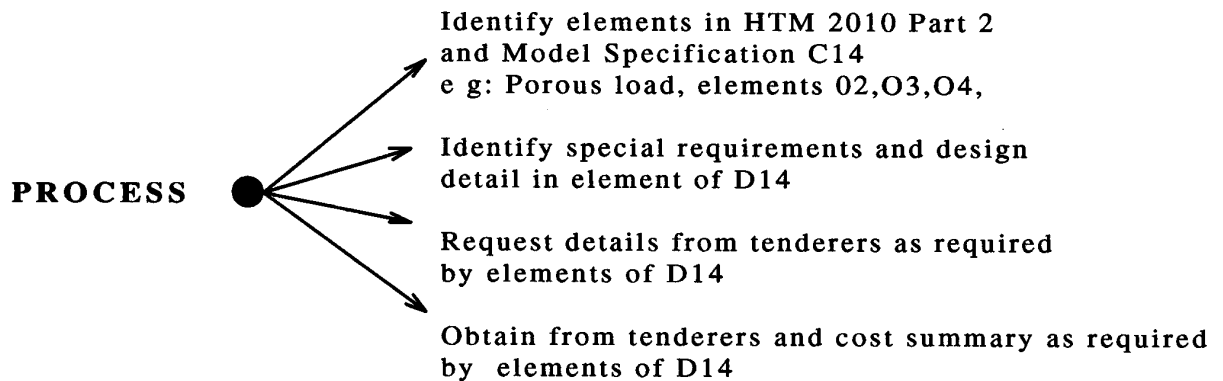 Identify elements in HTM 2010 Part 2
and Model Specification C14
e g: Porous load, elements 02,O3,O4,
Identify special requirements and design
detail in element of D14
PROCESS
Request details from tenderers as required
by elements of D14
Obtain from tenderers and cost summary as required
by elements of D14